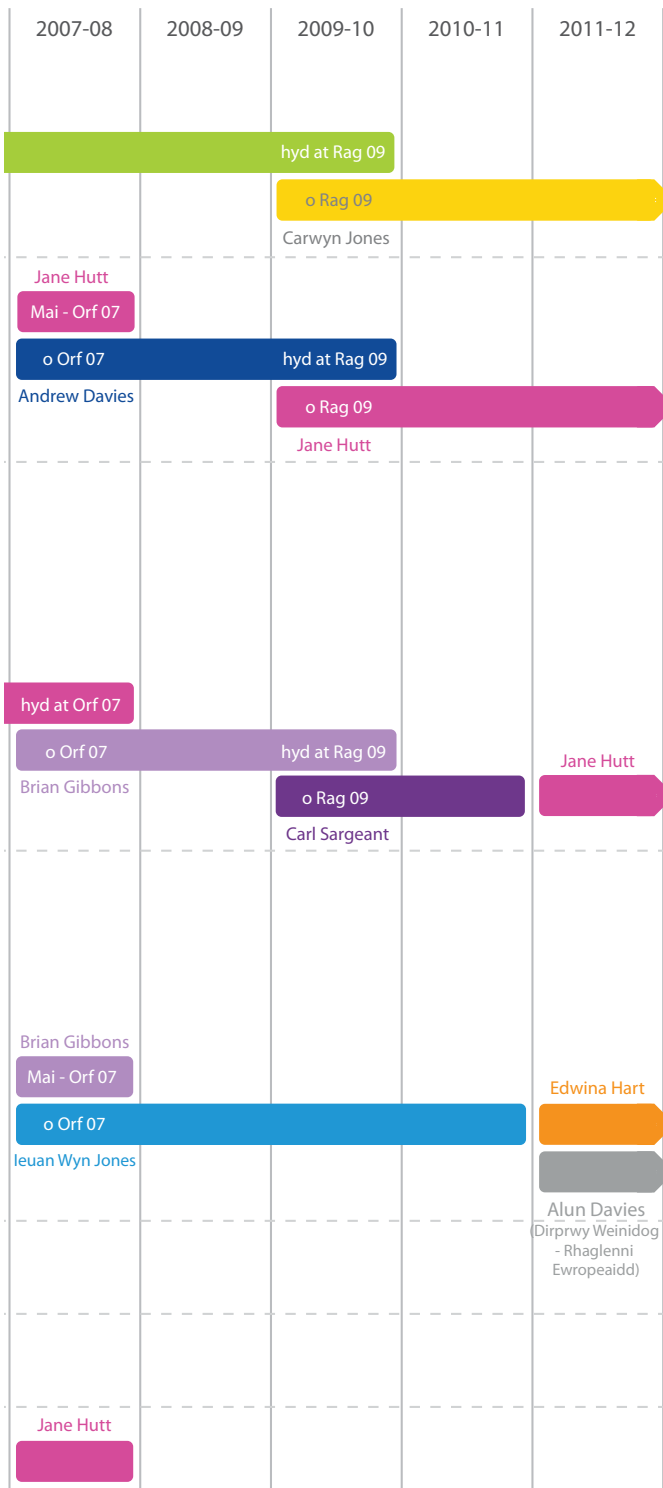 2007-08 2008-09 2009-10 2010-11 2011-12
hyd at Rag 09
o Rag 09
Carwyn Jones
Jane Hutt
Mai - Orf 07
o Orf 07 hyd at Rag 09
Andrew Davies
o Rag 09
Jane Hutt
hyd at Orf 07
o Orf 07 hyd at Rag 09
Brian Gibbons
Jane Hutt
o Rag 09
Carl Sargeant
Brian Gibbons
Mai - Orf 07
Edwina Hart
o Orf 07
Ieuan Wyn Jones
Alun Davies
(Dirprwy Weinidog
- Rhaglenni
Ewropeaidd)
Jane Hutt